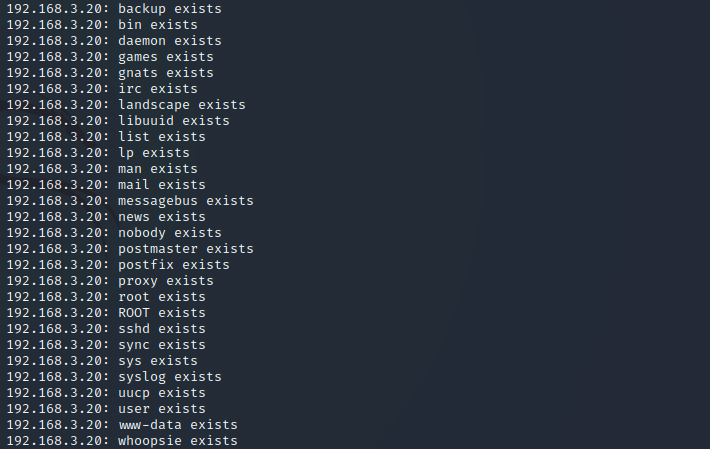 192.168.3.20: backup exists
192.168.3.20: bin exists
192.168.3.20: daemon exists
192.168.3.20: games exists
192.168.3.20: gnats exists
192.168.3.20: irc exists
192.168.3.20: landscape exists
192.168.3.20: libuuid exists
192.168.3.20: list exists
192.168.3.20: lp exists
192.168.3.20: man exists
192.168.3.20: mail exists
192.168.3.20: messagebus exists
192.168.3.20: news exists
192.168.3.20: nobody exists
192.168.3.20: postmaster exists
192.168.3.20: postfix exists
192.168.3.20: proxy exists
192.168.3.20: root exists
192.168.3.20: ROOT exists
192.168.3.20: sshd exists
192.168.3.20: sync exists
192.168.3.20: sys exists
192.168.3.20: syslog exists
192.168.3.20: uucp exists
192.168.3.20: user exists
192.168.3.20: www-data exists
192.168.3.20: whoopsie exists